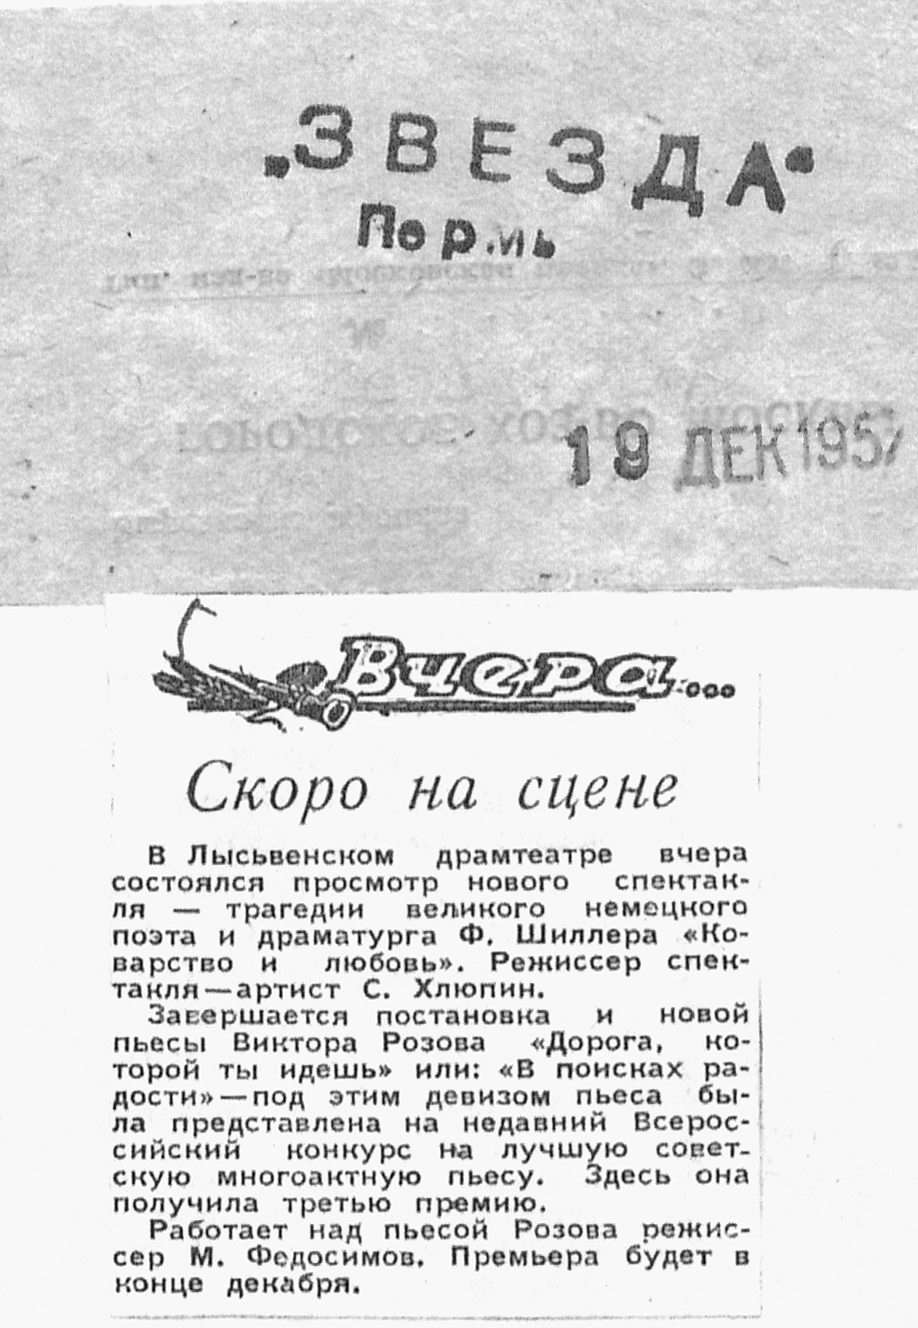 „ЗВЕЗДА“
Пермь
19 ДЕК 1957
Вчера...
Скоро на сцене
В Лысьвенском драмтеатре вчера
состоялся просмотр нового спектак-
ля — трагедии великого немецкого
поэта и драматурга Ф. Шиллера «Ко-
варство и любовь». Режиссер спек-
такля — артист С. Хлюпин.
Завершается постановка и новой
пьесы Виктора Розова «Дорога, ко-
торой ты идешь» или: «В поисках ра-
дости» — под этим девизом пьеса бы-
ла представлена на недавний Всерос-
сийский конкурс на лучшую совет-
скую многоактную пьесу. Здесь она
получила третью премию.
Работает над пьесой Розова режис-
сер М. Федосимов. Премьера будет в
конце декабря.